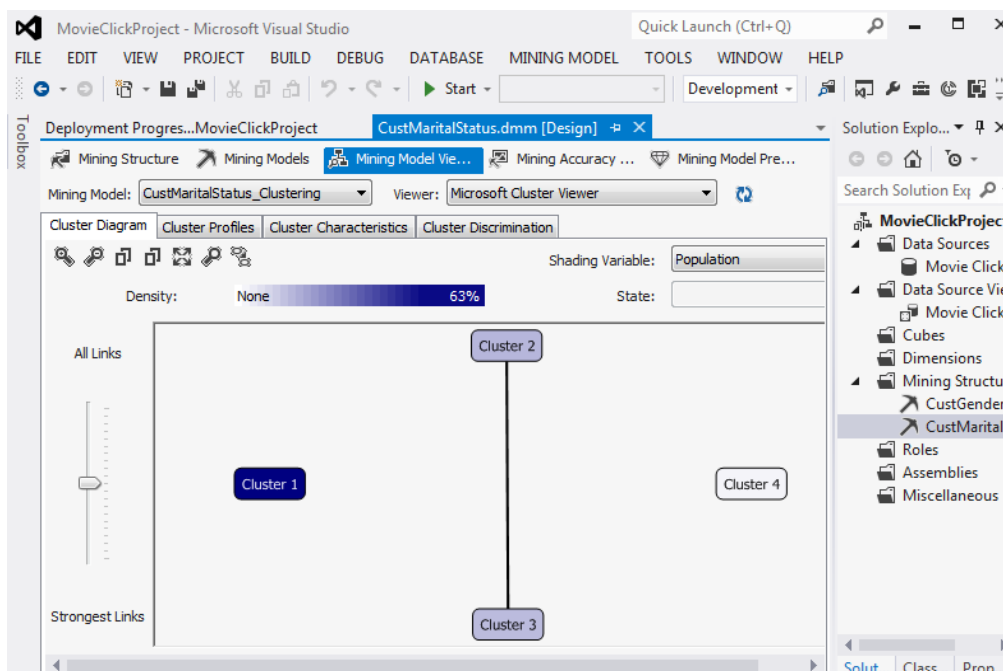 MovieClickProject - Microsoft Visual Studio
Quick Launch (Ctrl+Q)
FILE EDIT VIEW PROJECT BUILD DEBUG DATABASE MINING MODEL TOOLS WINDOW HELP
Start
Development
Toolbox
Deployment Progres...MovieClickProject
CustMaritalStatus.dmm [Design]
Mining Structure
Mining Models
Mining Model Vie...
Mining Accuracy ...
Mining Model Pre...
Mining Model: CustMaritalStatus_Clustering
Viewer: Microsoft Cluster Viewer
Cluster Diagram
Cluster Profiles
Cluster Characteristics
Cluster Discrimination
Shading Variable: Population
Density: None 63%
State:
All Links
Strongest Links
Cluster 2
Cluster 1
Cluster 4
Cluster 3
Solution Explo...
Search Solution Exp
MovieClickProjec
Data Sources
Movie Click
Data Source Vie
Movie Click
Cubes
Dimensions
Mining Structu
CustGender
CustMarital
Roles
Assemblies
Miscellaneous
Solut... Class... Prop...